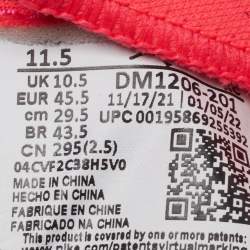 11.5
UK 10.5 DM1206-201
EUR 45.5 11/17/21 01/05/22
cm 29.5 UPC 00195869255392
BR 43.5
CN 295(2.5)
04CVF2C38H5V0
MADE IN CHINA
HECHO EN CHINA
FABRIQUE EN CHINE
FABRICADO NA CHINA
This product is covered by one or more